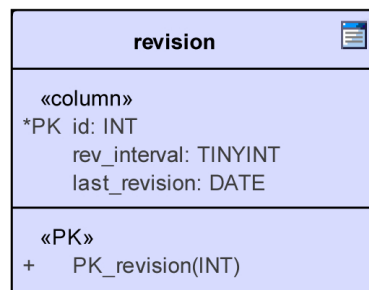 revision
«column»
*PK id: INT
rev_interval: TINYINT
last_revision: DATE
«PK»
+ PK_revision(INT)